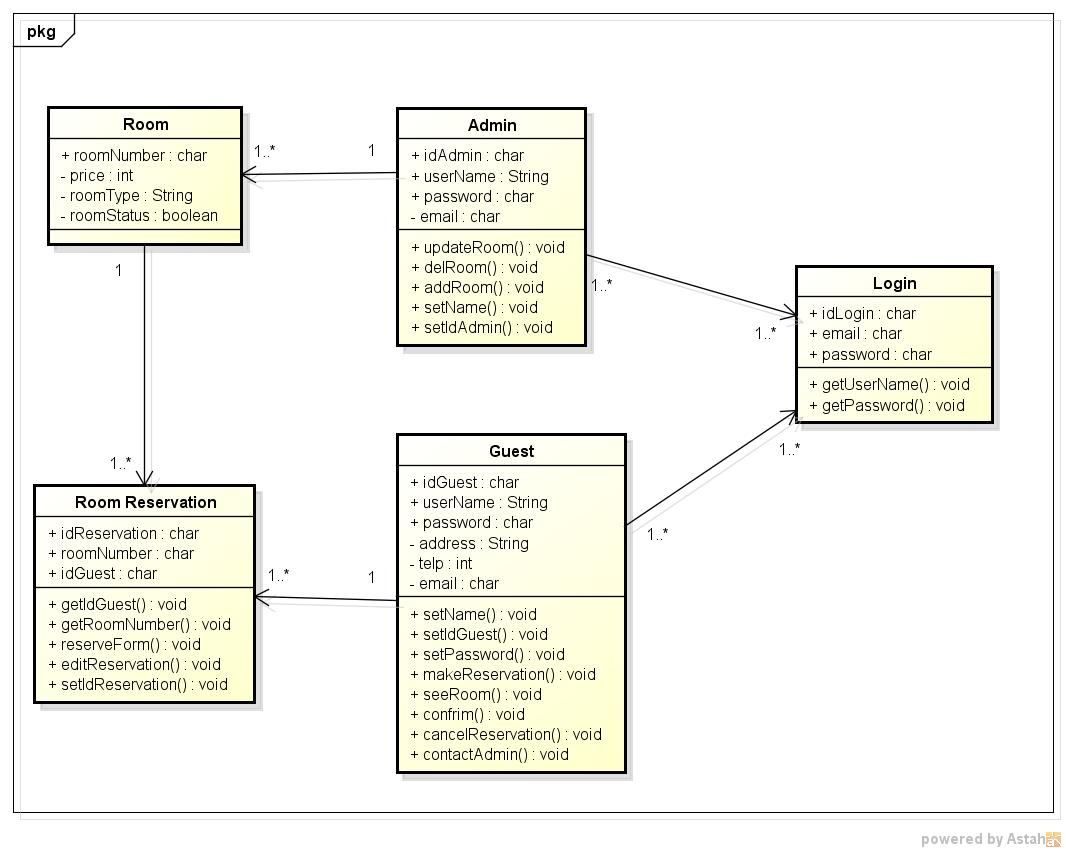 pkg
Room
+ roomNumber : char
- price : int
- roomType : String
- roomStatus : boolean
1..*
1
Admin
+ idAdmin : char
+ userName : String
+ password : char
- email : char
+ updateRoom() : void
+ delRoom() : void
+ addRoom() : void
+ setName() : void
+ setIdAdmin() : void
1..*
1..*
Login
+ idLogin : char
+ email : char
+ password : char
+ getUserName() : void
+ getPassword() : void
1
1..*
Room Reservation
+ idReservation : char
+ roomNumber : char
+ idGuest : char
+ getIdGuest() : void
+ getRoomNumber() : void
+ reserveForm() : void
+ editReservation() : void
+ setIdReservation() : void
1..*
1
Guest
+ idGuest : char
+ userName : String
+ password : char
- address : String
- telp : int
- email : char
+ setName() : void
+ setIdGuest() : void
+ setPassword() : void
+ makeReservation() : void
+ seeRoom() : void
+ confrim() : void
+ cancelReservation() : void
+ contactAdmin() : void
1..*
1..*
powered by Astah